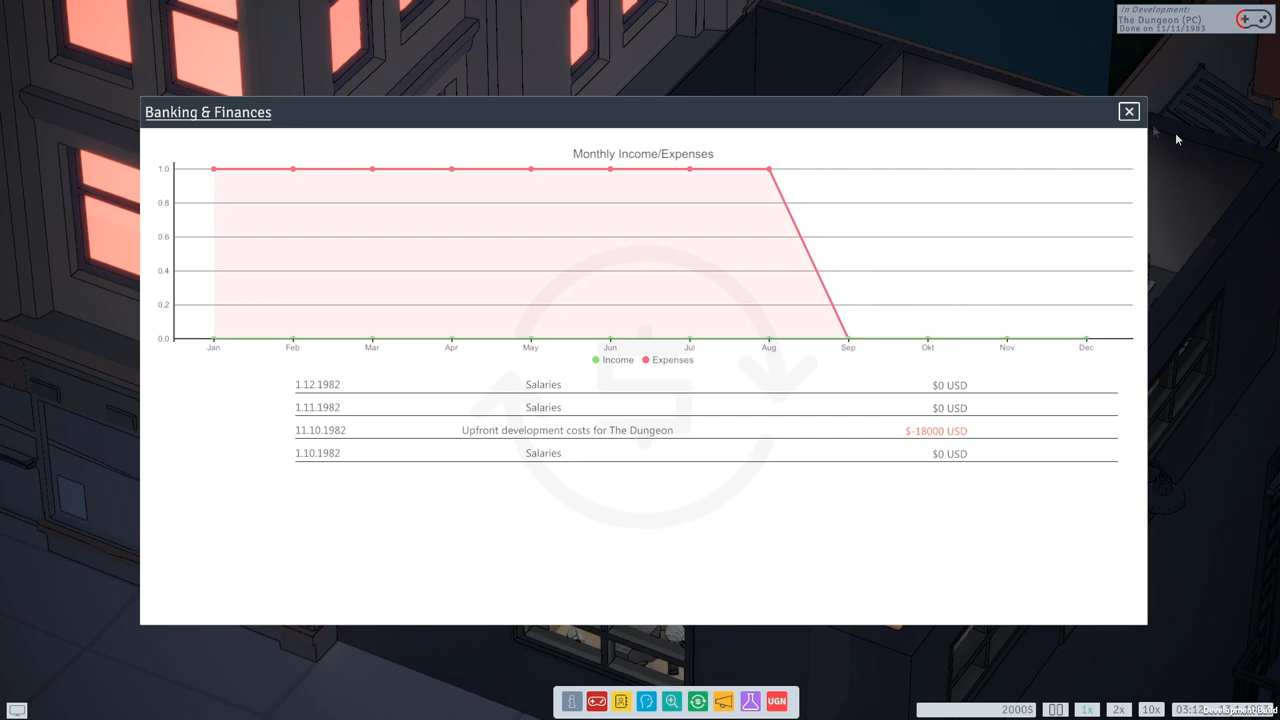 In Development:
The Dungeon (PC)
Done on 11/11/1983
Banking & Finances
Monthly Income/Expenses
1.0
0.8
0.6
0.4
0.2
0.0
Jan Feb Mar Apr May Jun Jul Aug Sep Okt Nov Dec
Income Expenses
1.12.1982 Salaries $0 USD
1.11.1982 Salaries $0 USD
11.10.1982 Upfront development costs for The Dungeon $-18000 USD
1.10.1982 Salaries $0 USD
UGN
2000$ 1x 2x 10x
Development Build